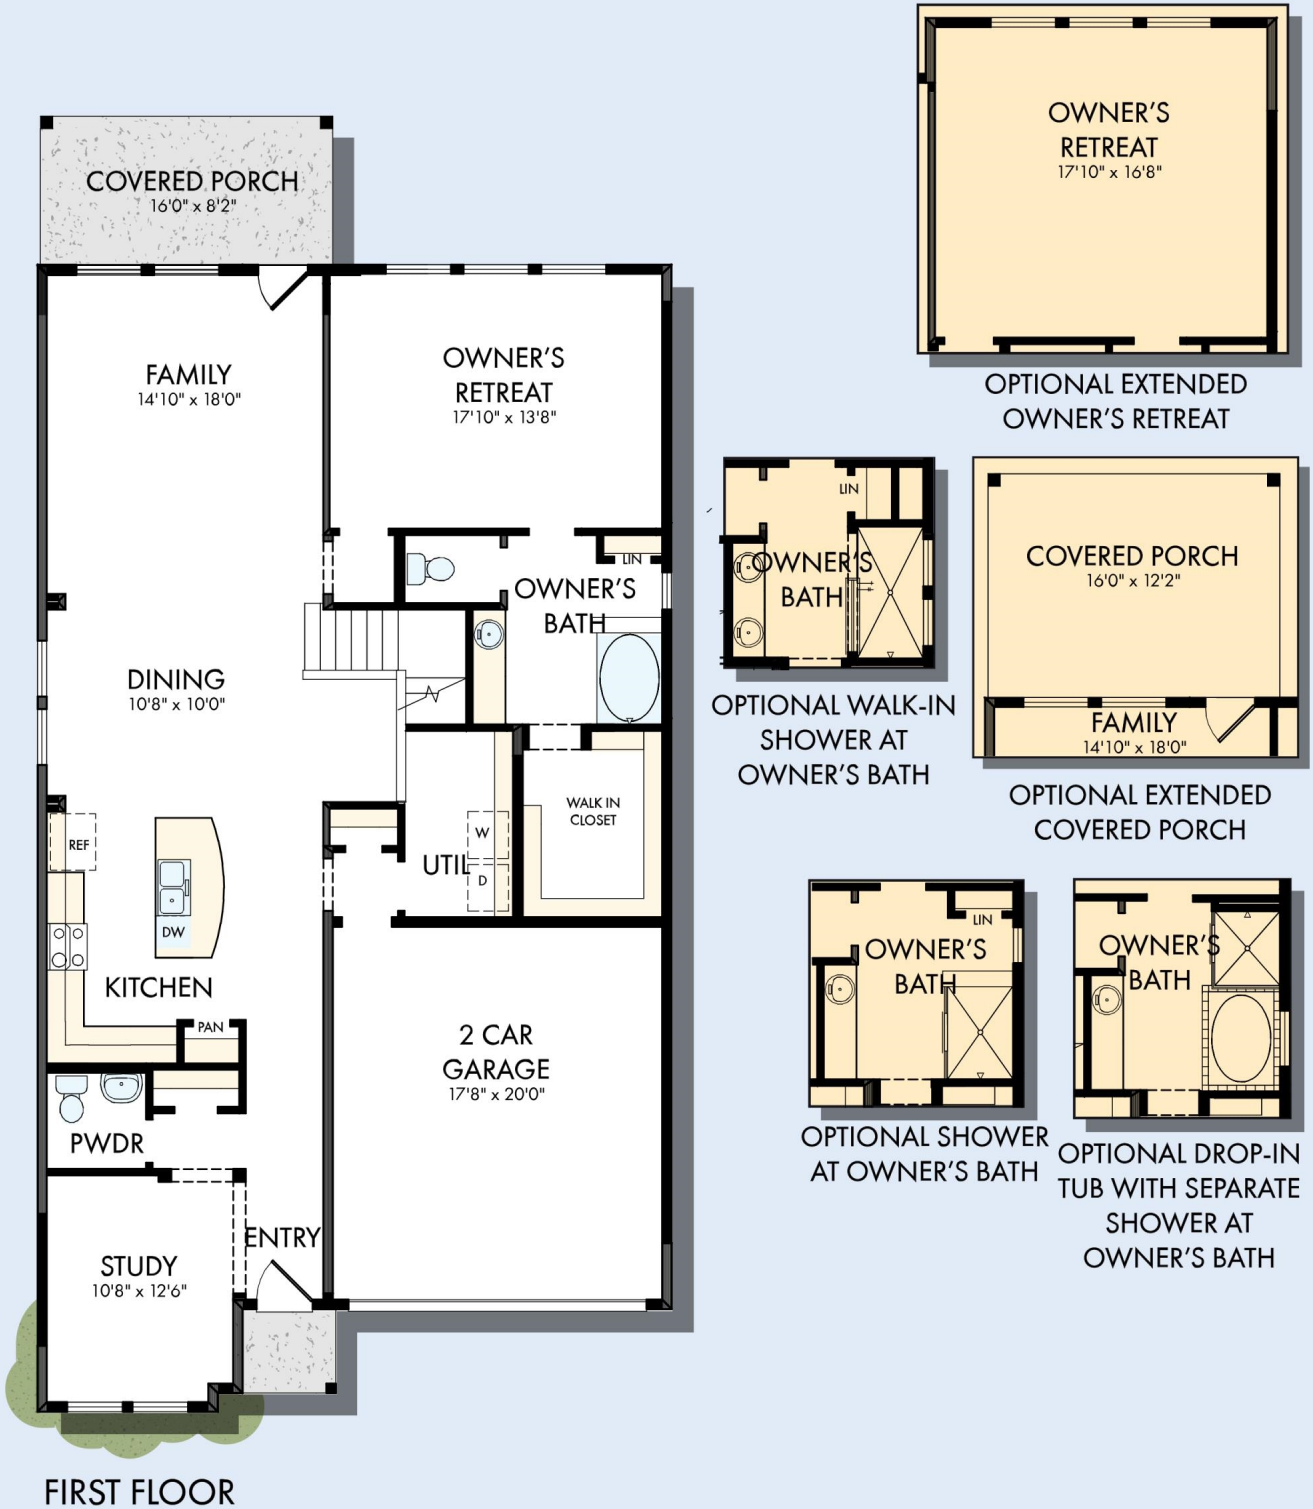 COVERED PORCH
16'0" x 8'2"
FAMILY
14'10" x 18'0"
OWNER'S
RETREAT
17'10" x 13'8"
LIN
OWNER'S
BATH
DINING
10'8" x 10'0"
WALK IN
CLOSET
W
UTIL
D
REF
DW
KITCHEN
PAN
2 CAR
GARAGE
17'8" x 20'0"
PWDR
ENTRY
STUDY
10'8" x 12'6"
FIRST FLOOR
OWNER'S
RETREAT
17'10" x 16'8"
OPTIONAL EXTENDED
OWNER'S RETREAT
LIN
OWNER'S
BATH
OPTIONAL WALK-IN
SHOWER AT
OWNER'S BATH
COVERED PORCH
16'0" x 12'2"
FAMILY
14'10" x 18'0"
OPTIONAL EXTENDED
COVERED PORCH
LIN
OWNER'S
BATH
OPTIONAL SHOWER
AT OWNER'S BATH
OWNER'S
BATH
OPTIONAL DROP-IN
TUB WITH SEPARATE
SHOWER AT
OWNER'S BATH